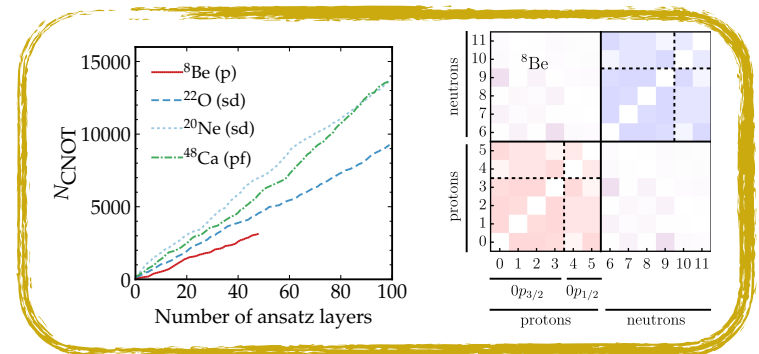 15000
10000
5000
0
N_CNOT
⁸Be (p)
²²O (sd)
²⁰Ne (sd)
⁴⁸Ca (pf)
0 20 40 60 80 100
Number of ansatz layers
⁸Be
11
10
9
8
7
6
5
4
3
2
1
0
neutrons
protons
0 1 2 3 4 5 6 7 8 9 10 11
0p3/2 0p1/2
protons neutrons